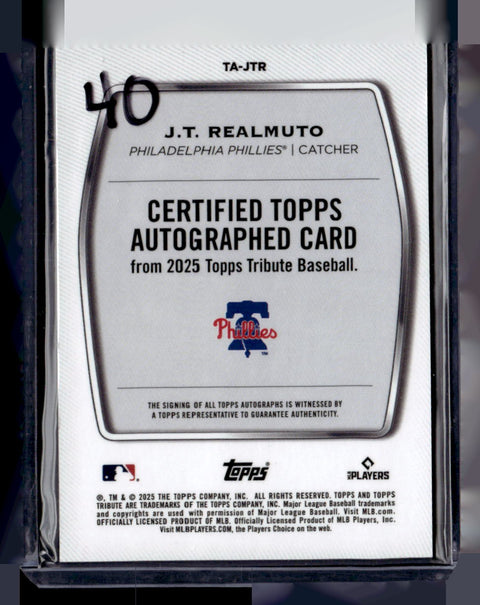 TA-JTR
40
J.T. REALMUTO
PHILADELPHIA PHILLIES® | CATCHER
CERTIFIED TOPPS
AUTOGRAPHED CARD
from 2025 Topps Tribute Baseball.
Phillies
THE SIGNING OF ALL TOPPS AUTOGRAPHS IS WITNESSED BY
A TOPPS REPRESENTATIVE TO GUARANTEE AUTHENTICITY.
Topps
MLB PLAYERS
®, TM & © 2025 THE TOPPS COMPANY, INC. ALL RIGHTS RESERVED. TOPPS AND TOPPS
TRIBUTE ARE TRADEMARKS OF THE TOPPS COMPANY, INC. Major League Baseball trademarks
and copyrights are used with permission of Major League Baseball. Visit MLB.com.
OFFICIALLY LICENSED PRODUCT OF MLB. Officially Licensed Product of MLB Players, Inc.
Visit MLBPLAYERS.COM, the Players Choice on the web.